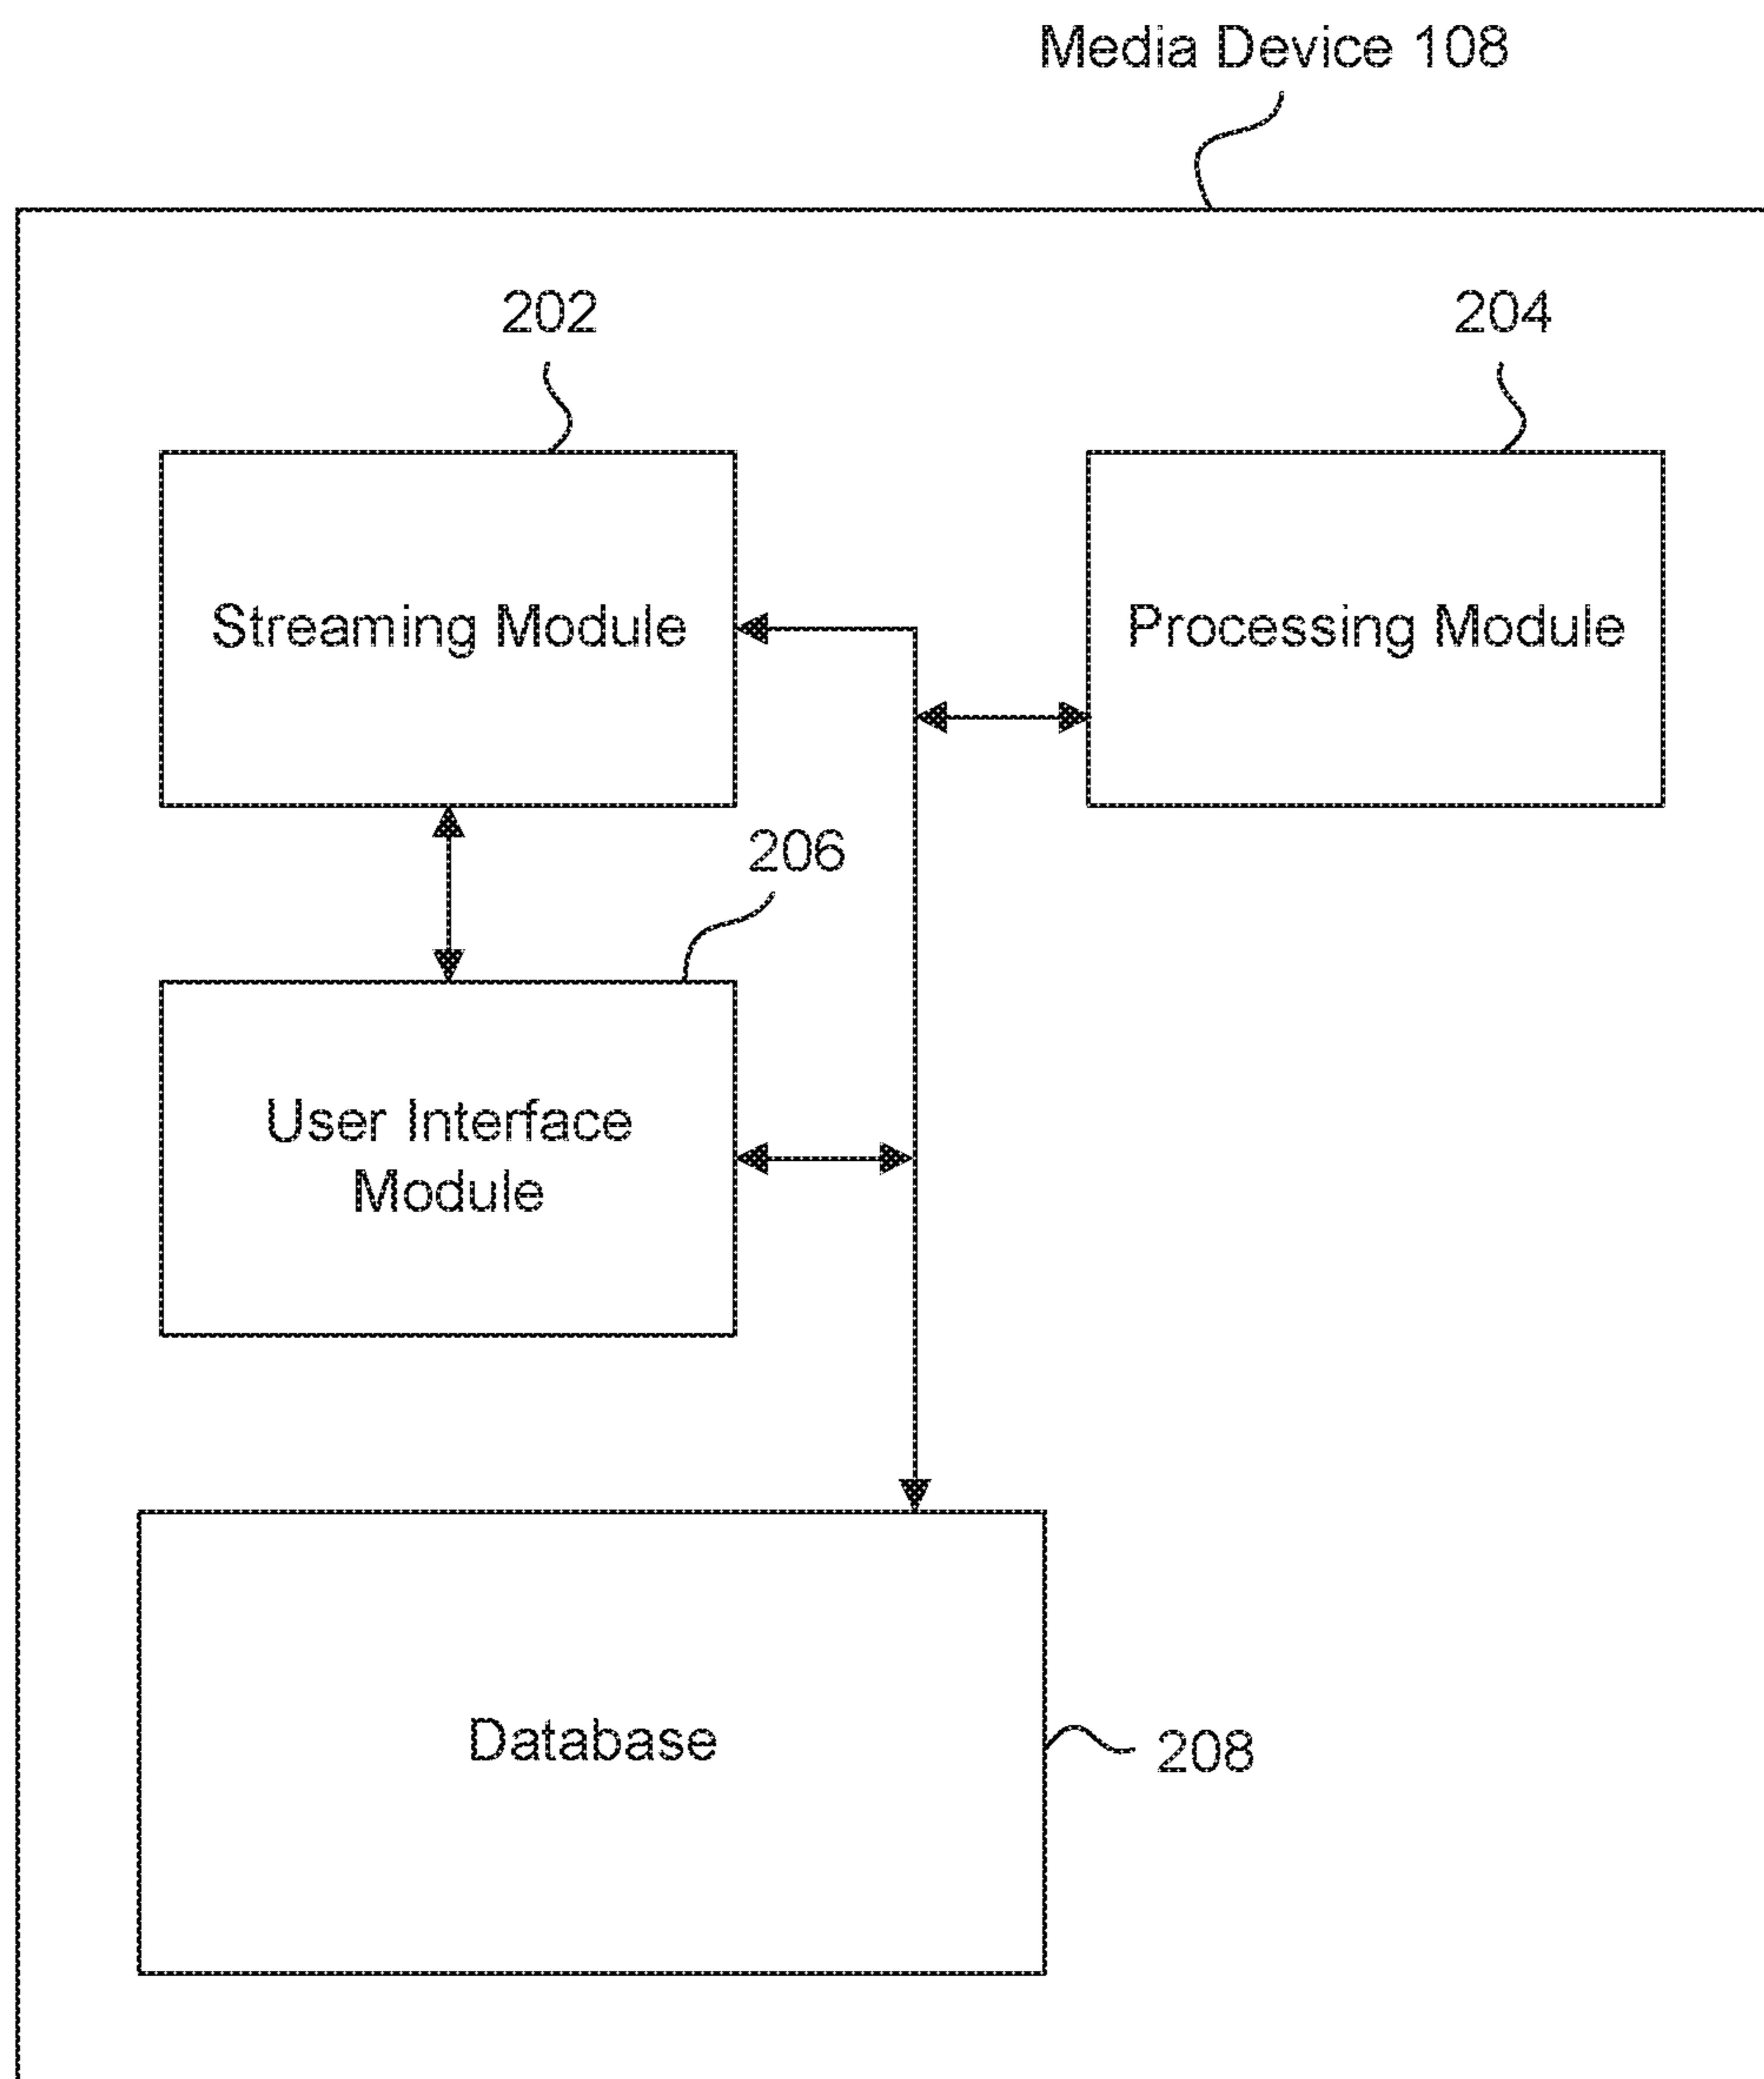 Media Device 108
202
204
Streaming Module
Processing Module
206
User Interface
Module
Database
208